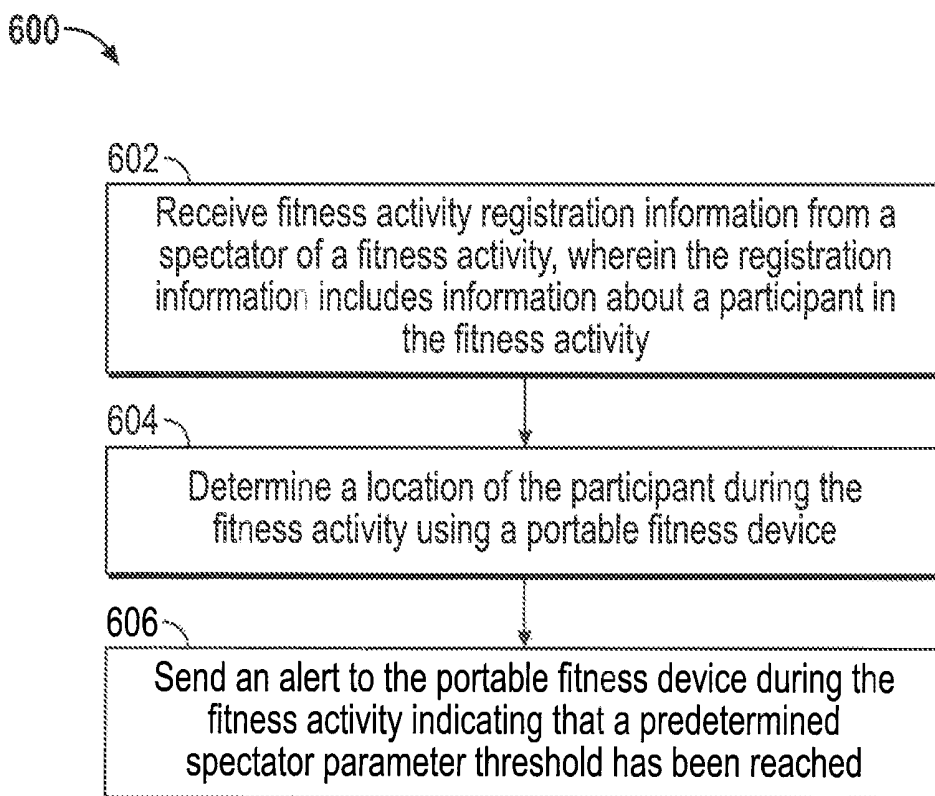 600
602
Receive fitness activity registration information from a
spectator of a fitness activity, wherein the registration
information includes information about a participant in
the fitness activity
604
Determine a location of the participant during the
fitness activity using a portable fitness device
606
Send an alert to the portable fitness device during the
fitness activity indicating that a predetermined
spectator parameter threshold has been reached